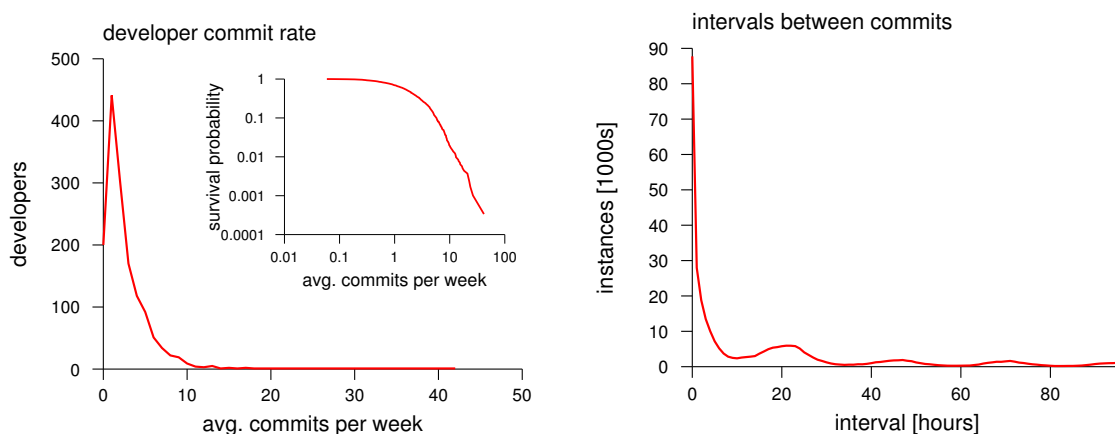 developer commit rate
500
400
300
200
100
0
developers
0 10 20 30 40 50
avg. commits per week
1
0.1
0.01
0.001
0.0001
survival probability
0.01 0.1 1 10 100
avg. commits per week
intervals between commits
90
80
70
60
50
40
30
20
10
0
instances [1000s]
0 20 40 60 80
interval [hours]